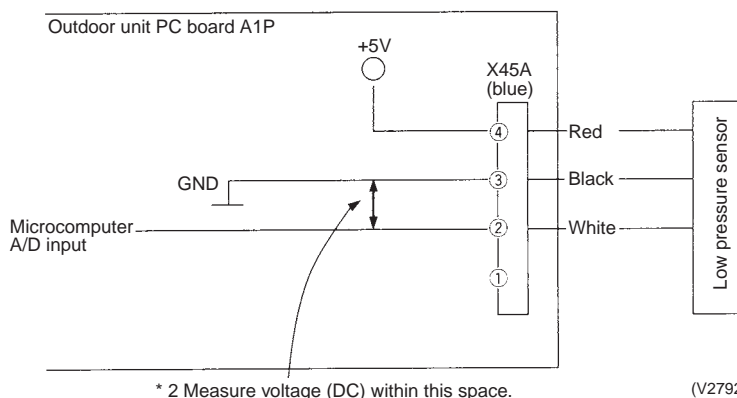 Outdoor unit PC board A1P
+5V
X45A
(blue)
④
Red
Low pressure sensor
GND
③
Black
Microcomputer
A/D input
②
White
①
* 2 Measure voltage (DC) within this space.
(V2792